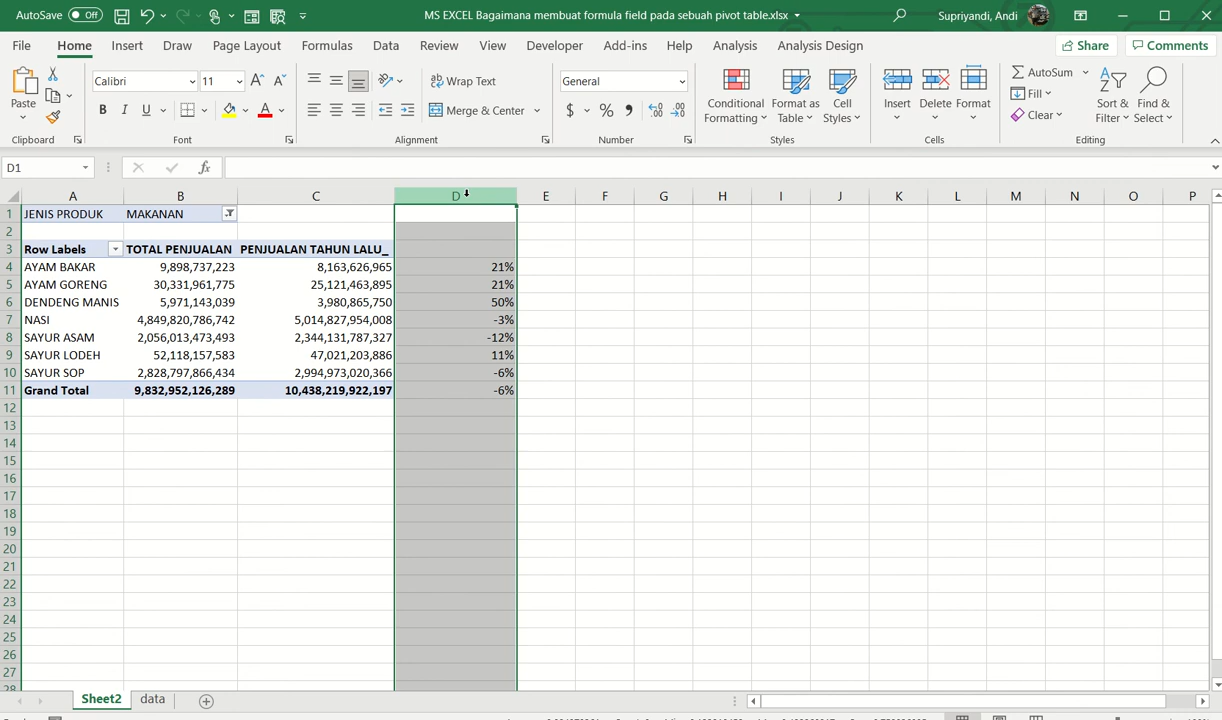 AutoSave Off MS EXCEL Bagaimana membuat formula field pada sebuah pivot table.xlsx Supriyandi, Andi
File Home Insert Draw Page Layout Formulas Data Review View Developer Add-ins Help Analysis Analysis Design Share Comments
Calibri 11 Wrap Text General AutoSum
Paste Conditional Format as Cell Insert Delete Format Fill Sort & Find &
B I U A Merge & Center $ % Formatting Table Styles Clear Filter Select
Clipboard Font Alignment Number Styles Cells Editing
D1 fx
A B C D E F G H I J K L M N O P
1 JENIS PRODUK MAKANAN
2
3 Row Labels TOTAL PENJUALAN PENJUALAN TAHUN LALU_
4 AYAM BAKAR 9,898,737,223 8,163,626,965 21%
5 AYAM GORENG 30,331,961,775 25,121,463,895 21%
6 DENDENG MANIS 5,971,143,039 3,980,865,750 50%
7 NASI 4,849,820,786,742 5,014,827,954,008 -3%
8 SAYUR ASAM 2,056,013,473,493 2,344,131,787,327 -12%
9 SAYUR LODEH 52,118,157,583 47,021,203,886 11%
10 SAYUR SOP 2,828,797,866,434 2,994,973,020,366 -6%
11 Grand Total 9,832,952,126,289 10,438,219,922,197 -6%
12
13
14
15
16
17
18
19
20
21
22
23
24
25
26
27
28
Sheet2 data